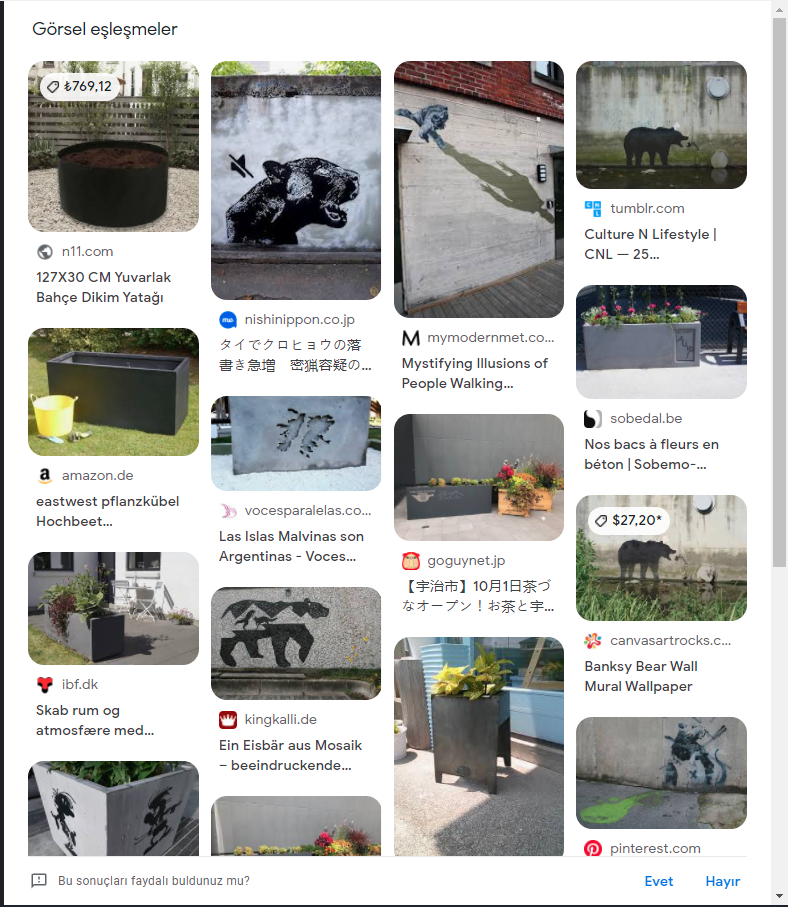 Görsel eşleşmeler
₺769,12
n11.com
127X30 CM Yuvarlak
Bahçe Dikim Yatağı
amazon.de
eastwest pflanzkübel
Hochbeet…
ibf.dk
Skab rum og
atmosfære med…
nishinippon.co.jp
タイでクロヒョウの落
書き急増　密猟容疑の…
vocesparalelas.co…
Las Islas Malvinas son
Argentinas - Voces…
kingkalli.de
Ein Eisbär aus Mosaik
– beeindruckende…
mymodernmet.co…
Mystifying Illusions of
People Walking…
goguynet.jp
【宇治市】10月1日茶づ
なオープン！お茶と宇…
tumblr.com
Culture N Lifestyle |
CNL — 25…
sobedal.be
Nos bacs à fleurs en
béton | Sobemo-…
$27,20*
canvasartrocks.c…
Banksy Bear Wall
Mural Wallpaper
pinterest.com
Bu sonuçları faydalı buldunuz mu?
Evet
Hayır